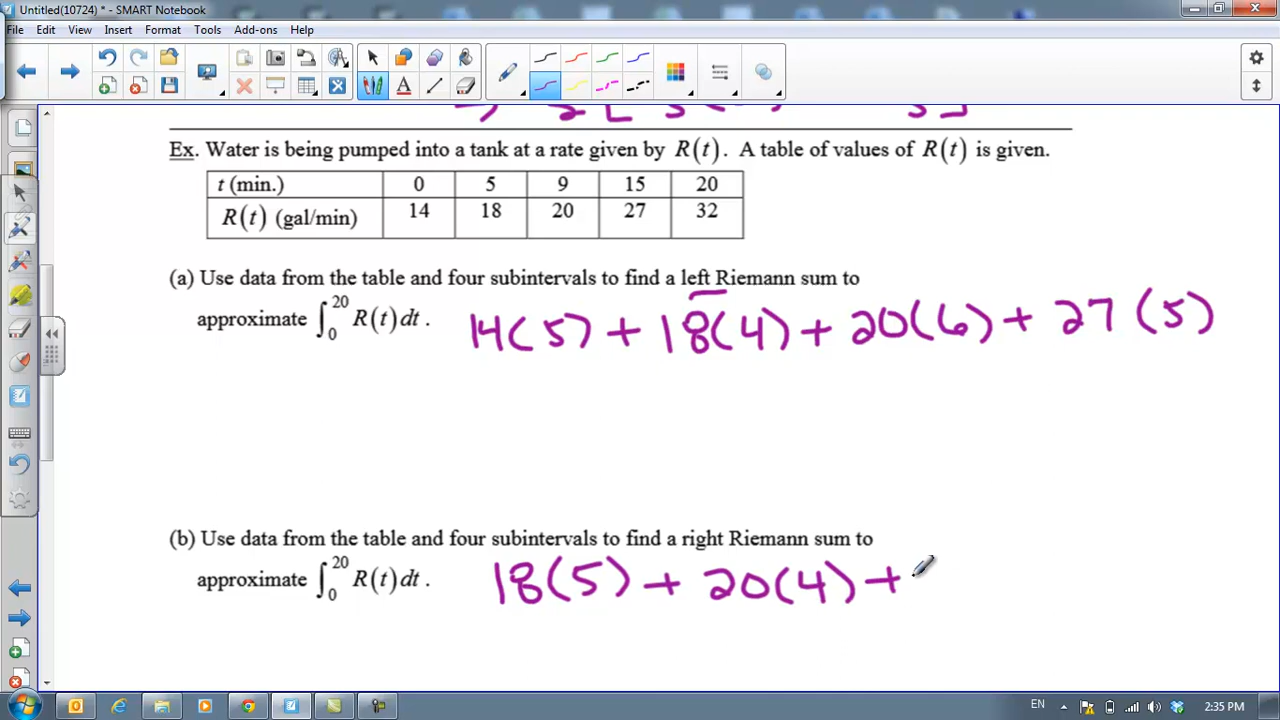 Untitled(10724) * - SMART Notebook
File Edit View Insert Format Tools Add-ons Help
Ex. Water is being pumped into a tank at a rate given by R(t). A table of values of R(t) is given.
t (min.) 0 5 9 15 20
R(t) (gal/min) 14 18 20 27 32
(a) Use data from the table and four subintervals to find a left Riemann sum to
approximate ∫₀²⁰ R(t) dt. 14(5) + 18(4) + 20(6) + 27(5)
(b) Use data from the table and four subintervals to find a right Riemann sum to
approximate ∫₀²⁰ R(t) dt. 18(5) + 20(4) +
EN 2:35 PM